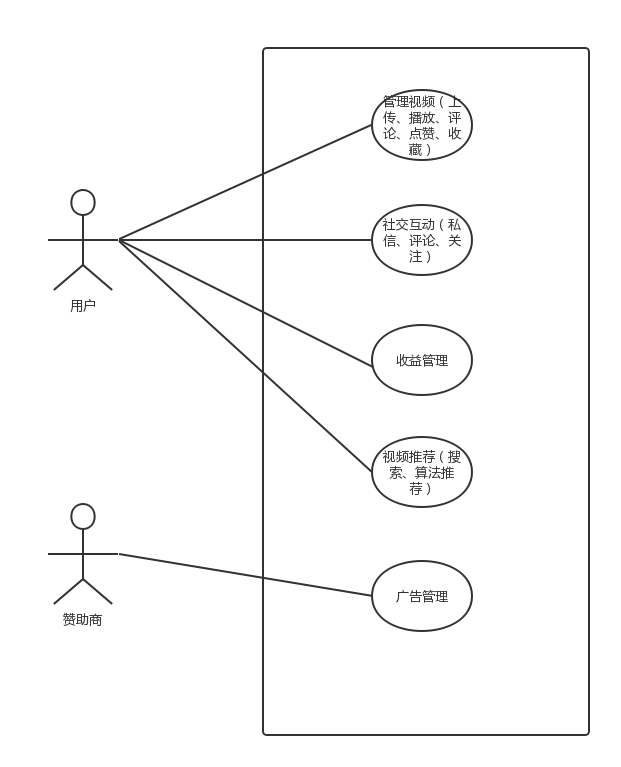 管理视频（上
传、播放、评
论、点赞、收
藏）
社交互动（私
信、评论、关
注）
用户
收益管理
视频推荐（搜
索、算法推
荐）
广告管理
赞助商